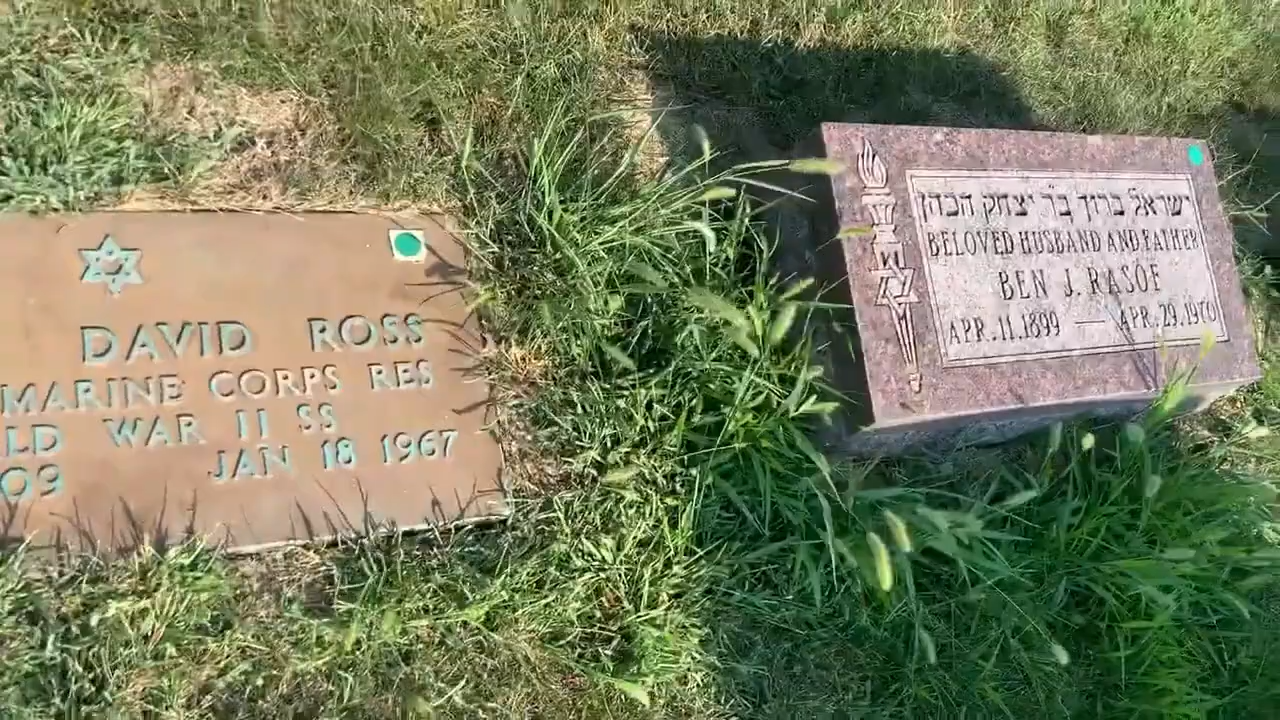 DAVID ROSS
MARINE CORPS RES
LD WAR II SS
09 JAN 18 1967
ישראל ברוך בר יצחק הכהן
BELOVED HUSBAND AND FATHER
BEN J. RASOF
APR. 11. 1899 — APR. 29. 1970